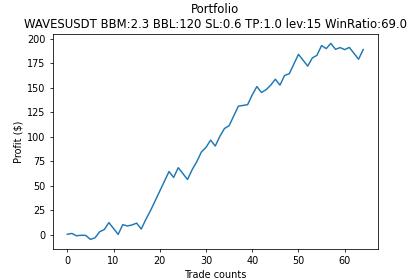 Portfolio
WAVESUSDT BBM:2.3 BBL:120 SL:0.6 TP:1.0 lev:15 WinRatio:69.0
200
175
150
125
100
75
50
25
0
Profit ($)
0 10 20 30 40 50 60
Trade counts